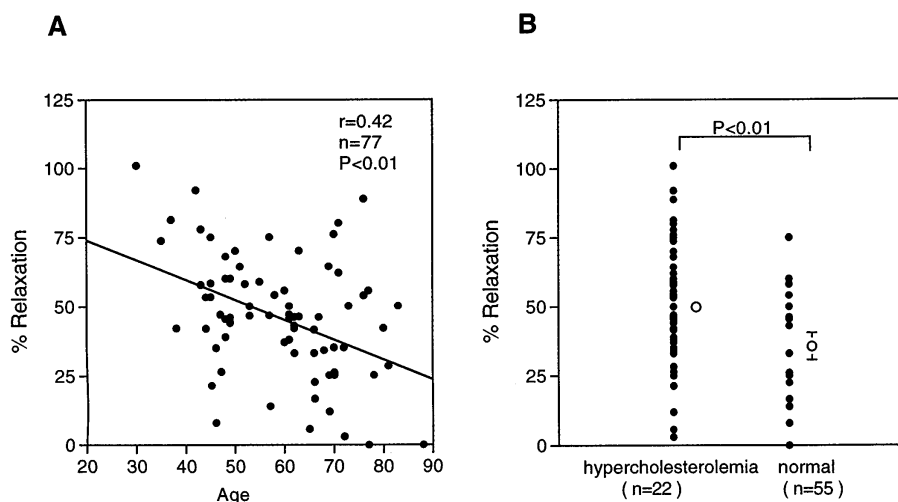 A
% Relaxation
125
100
75
50
25
0
r=0.42
n=77
P<0.01
20 30 40 50 60 70 80 90
Age
B
% Relaxation
125
100
75
50
25
0
P<0.01
hypercholesterolemia normal
( n=22) (n=55)